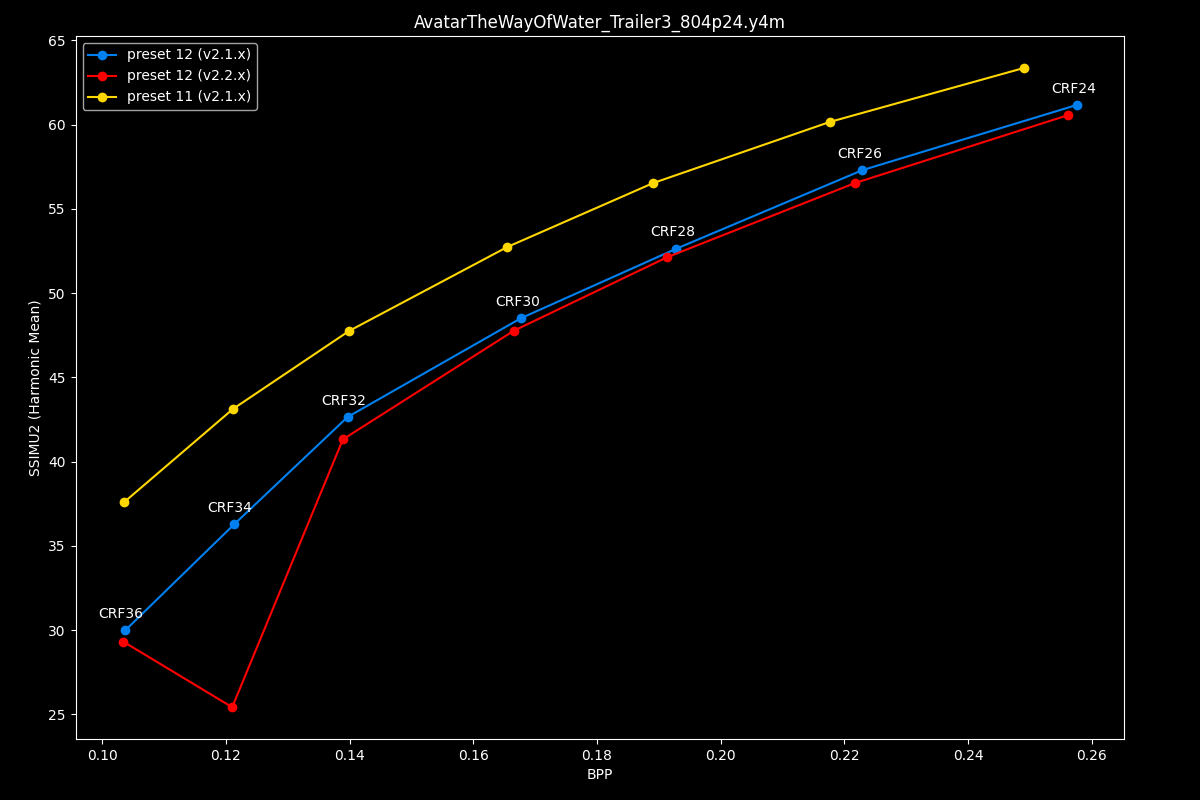 AvatarTheWayOfWater_Trailer3_804p24.y4m
preset 12 (v2.1.x)
preset 12 (v2.2.x)
preset 11 (v2.1.x)
65
60
55
50
45
40
35
30
25
SSIMU2 (Harmonic Mean)
CRF24
CRF26
CRF28
CRF30
CRF32
CRF34
CRF36
0.10
0.12
0.14
0.16
0.18
0.20
0.22
0.24
0.26
BPP